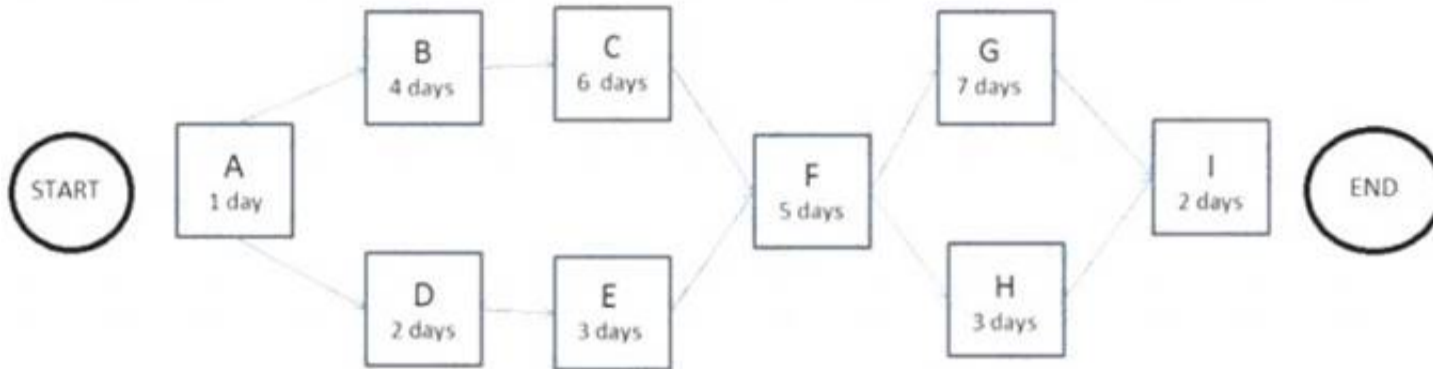 START
A
1 day
B
4 days
C
6 days
D
2 days
E
3 days
F
5 days
G
7 days
H
3 days
I
2 days
END